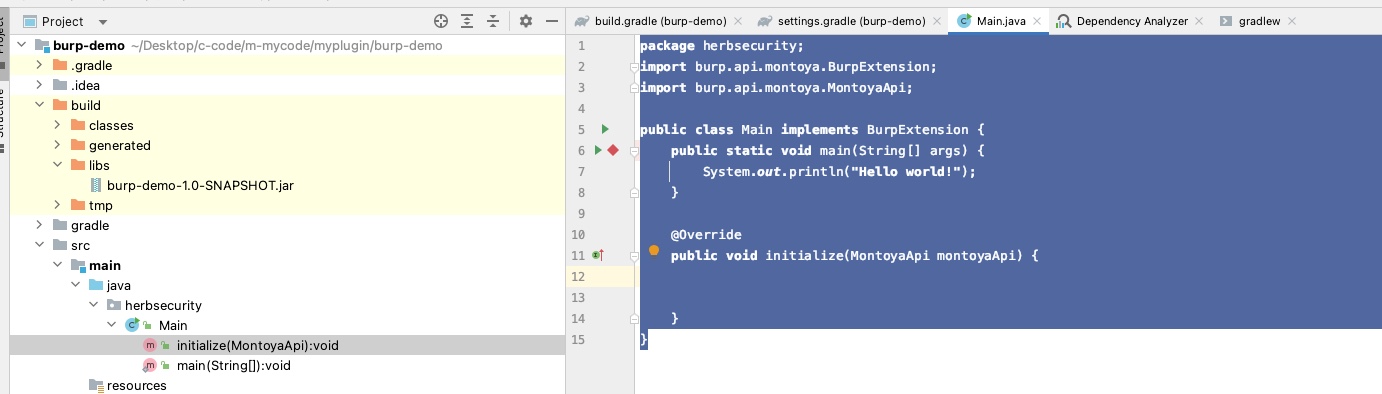 Project
build.gradle (burp-demo)
settings.gradle (burp-demo)
Main.java
Dependency Analyzer
gradlew
Project
Structure
burp-demo ~/Desktop/c-code/m-mycode/myplugin/burp-demo
.gradle
.idea
build
classes
generated
libs
burp-demo-1.0-SNAPSHOT.jar
tmp
gradle
src
main
java
herbsecurity
Main
initialize(MontoyaApi):void
main(String[]):void
resources
1 package herbsecurity;
2 import burp.api.montoya.BurpExtension;
3 import burp.api.montoya.MontoyaApi;
4
5 public class Main implements BurpExtension {
6 public static void main(String[] args) {
7 System.out.println("Hello world!");
8 }
9
10 @Override
11 public void initialize(MontoyaApi montoyaApi) {
12
13
14 }
15 }